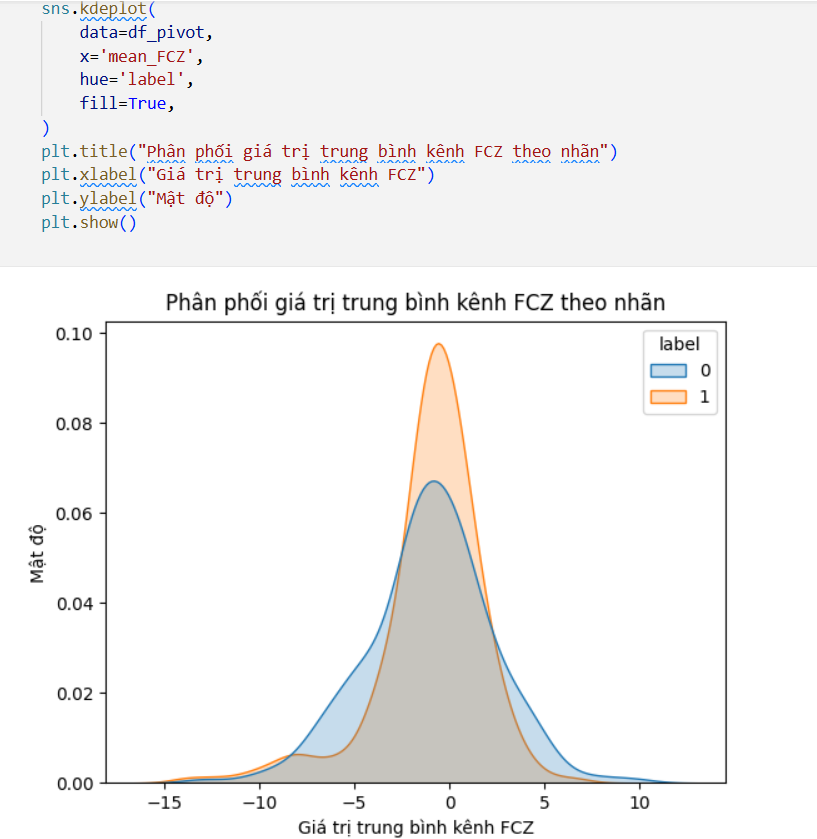 sns.kdeplot(
data=df_pivot,
x='mean_FCZ',
hue='label',
fill=True,
)
plt.title("Phân phối giá trị trung bình kênh FCZ theo nhãn")
plt.xlabel("Giá trị trung bình kênh FCZ")
plt.ylabel("Mật độ")
plt.show()
Phân phối giá trị trung bình kênh FCZ theo nhãn
label
0
1
0.10
0.08
0.06
0.04
0.02
0.00
Mật độ
−15 −10 −5 0 5 10
Giá trị trung bình kênh FCZ